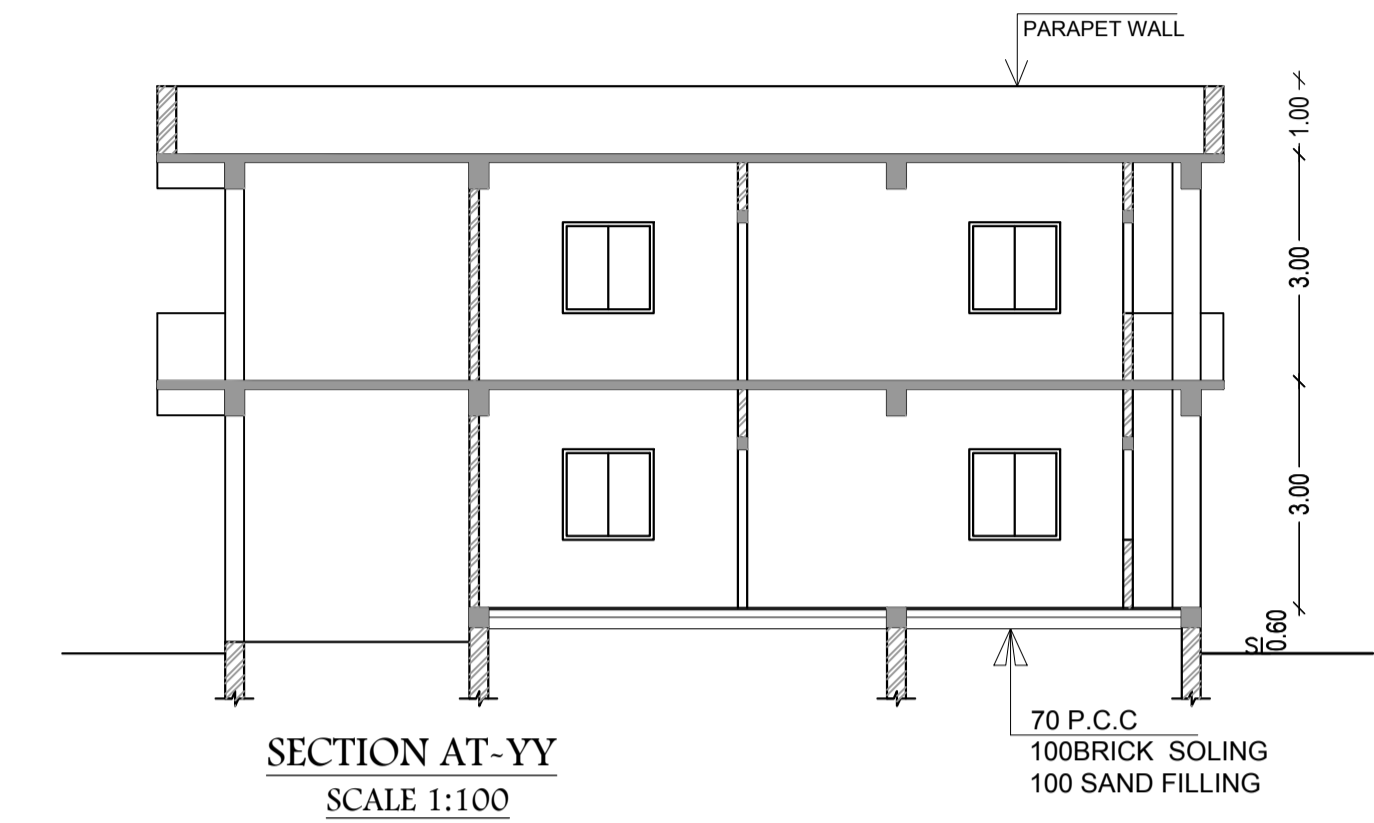 PARAPET WALL
1.00
3.00
3.00
0.60
SL
70 P.C.C
100BRICK SOLING
100 SAND FILLING
SECTION AT~YY
SCALE 1:100